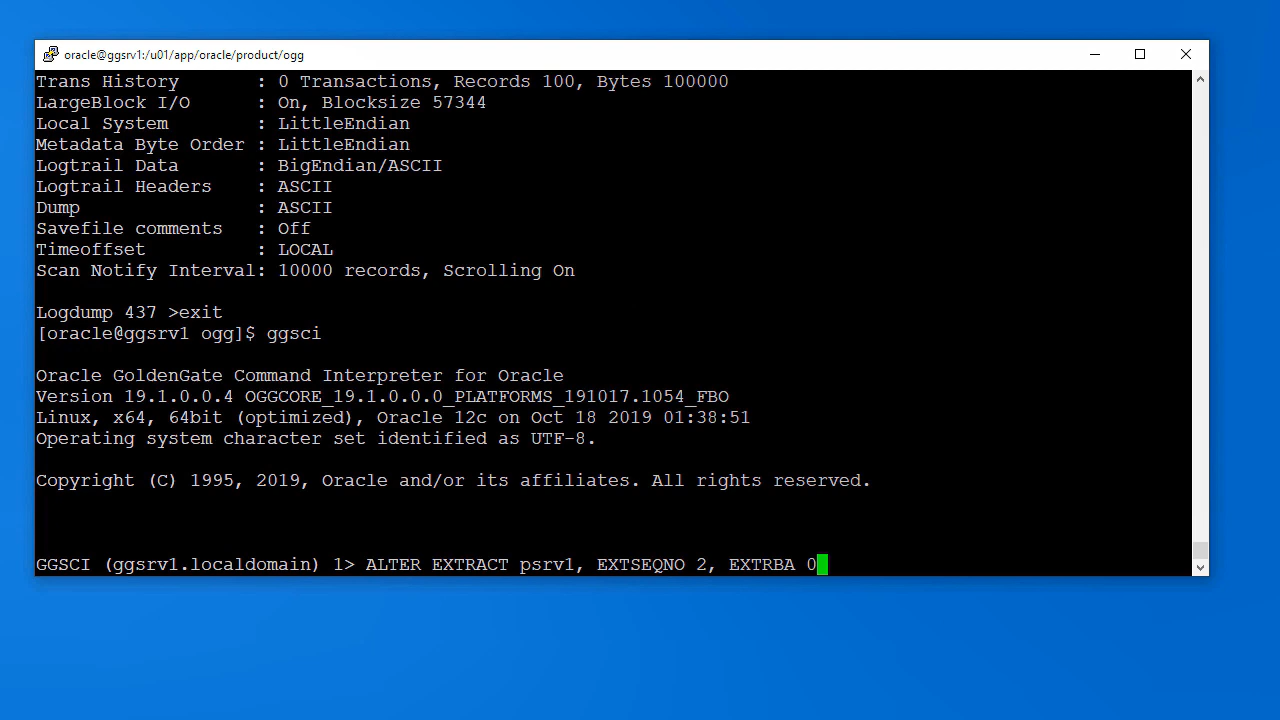 oracle@ggsrv1:/u01/app/oracle/product/ogg
Trans History       : 0 Transactions, Records 100, Bytes 100000
LargeBlock I/O      : On, Blocksize 57344
Local System        : LittleEndian
Metadata Byte Order : LittleEndian
Logtrail Data       : BigEndian/ASCII
Logtrail Headers    : ASCII
Dump                : ASCII
Savefile comments   : Off
Timeoffset          : LOCAL
Scan Notify Interval: 10000 records, Scrolling On
Logdump 437 >exit
[oracle@ggsrv1 ogg]$ ggsci
Oracle GoldenGate Command Interpreter for Oracle
Version 19.1.0.0.4 OGGCORE_19.1.0.0.0_PLATFORMS_191017.1054_FBO
Linux, x64, 64bit (optimized), Oracle 12c on Oct 18 2019 01:38:51
Operating system character set identified as UTF-8.
Copyright (C) 1995, 2019, Oracle and/or its affiliates. All rights reserved.
GGSCI (ggsrv1.localdomain) 1> ALTER EXTRACT psrv1, EXTSEQNO 2, EXTRBA 0